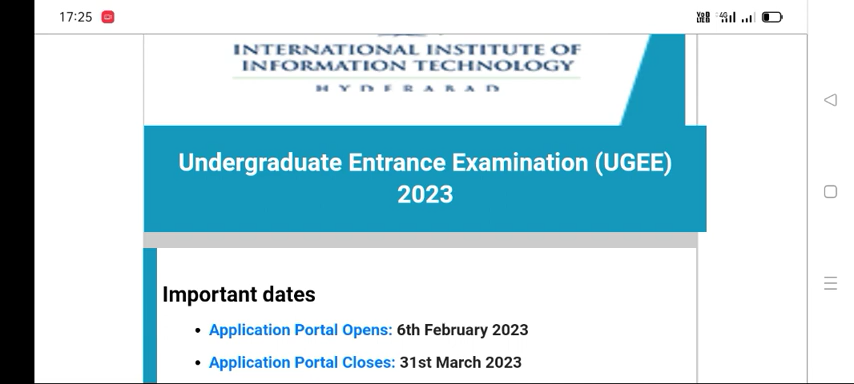 17:25
4G
INTERNATIONAL INSTITUTE OF
INFORMATION TECHNOLOGY
HYDERABAD
Undergraduate Entrance Examination (UGEE)
2023
Important dates
• Application Portal Opens: 6th February 2023
• Application Portal Closes: 31st March 2023